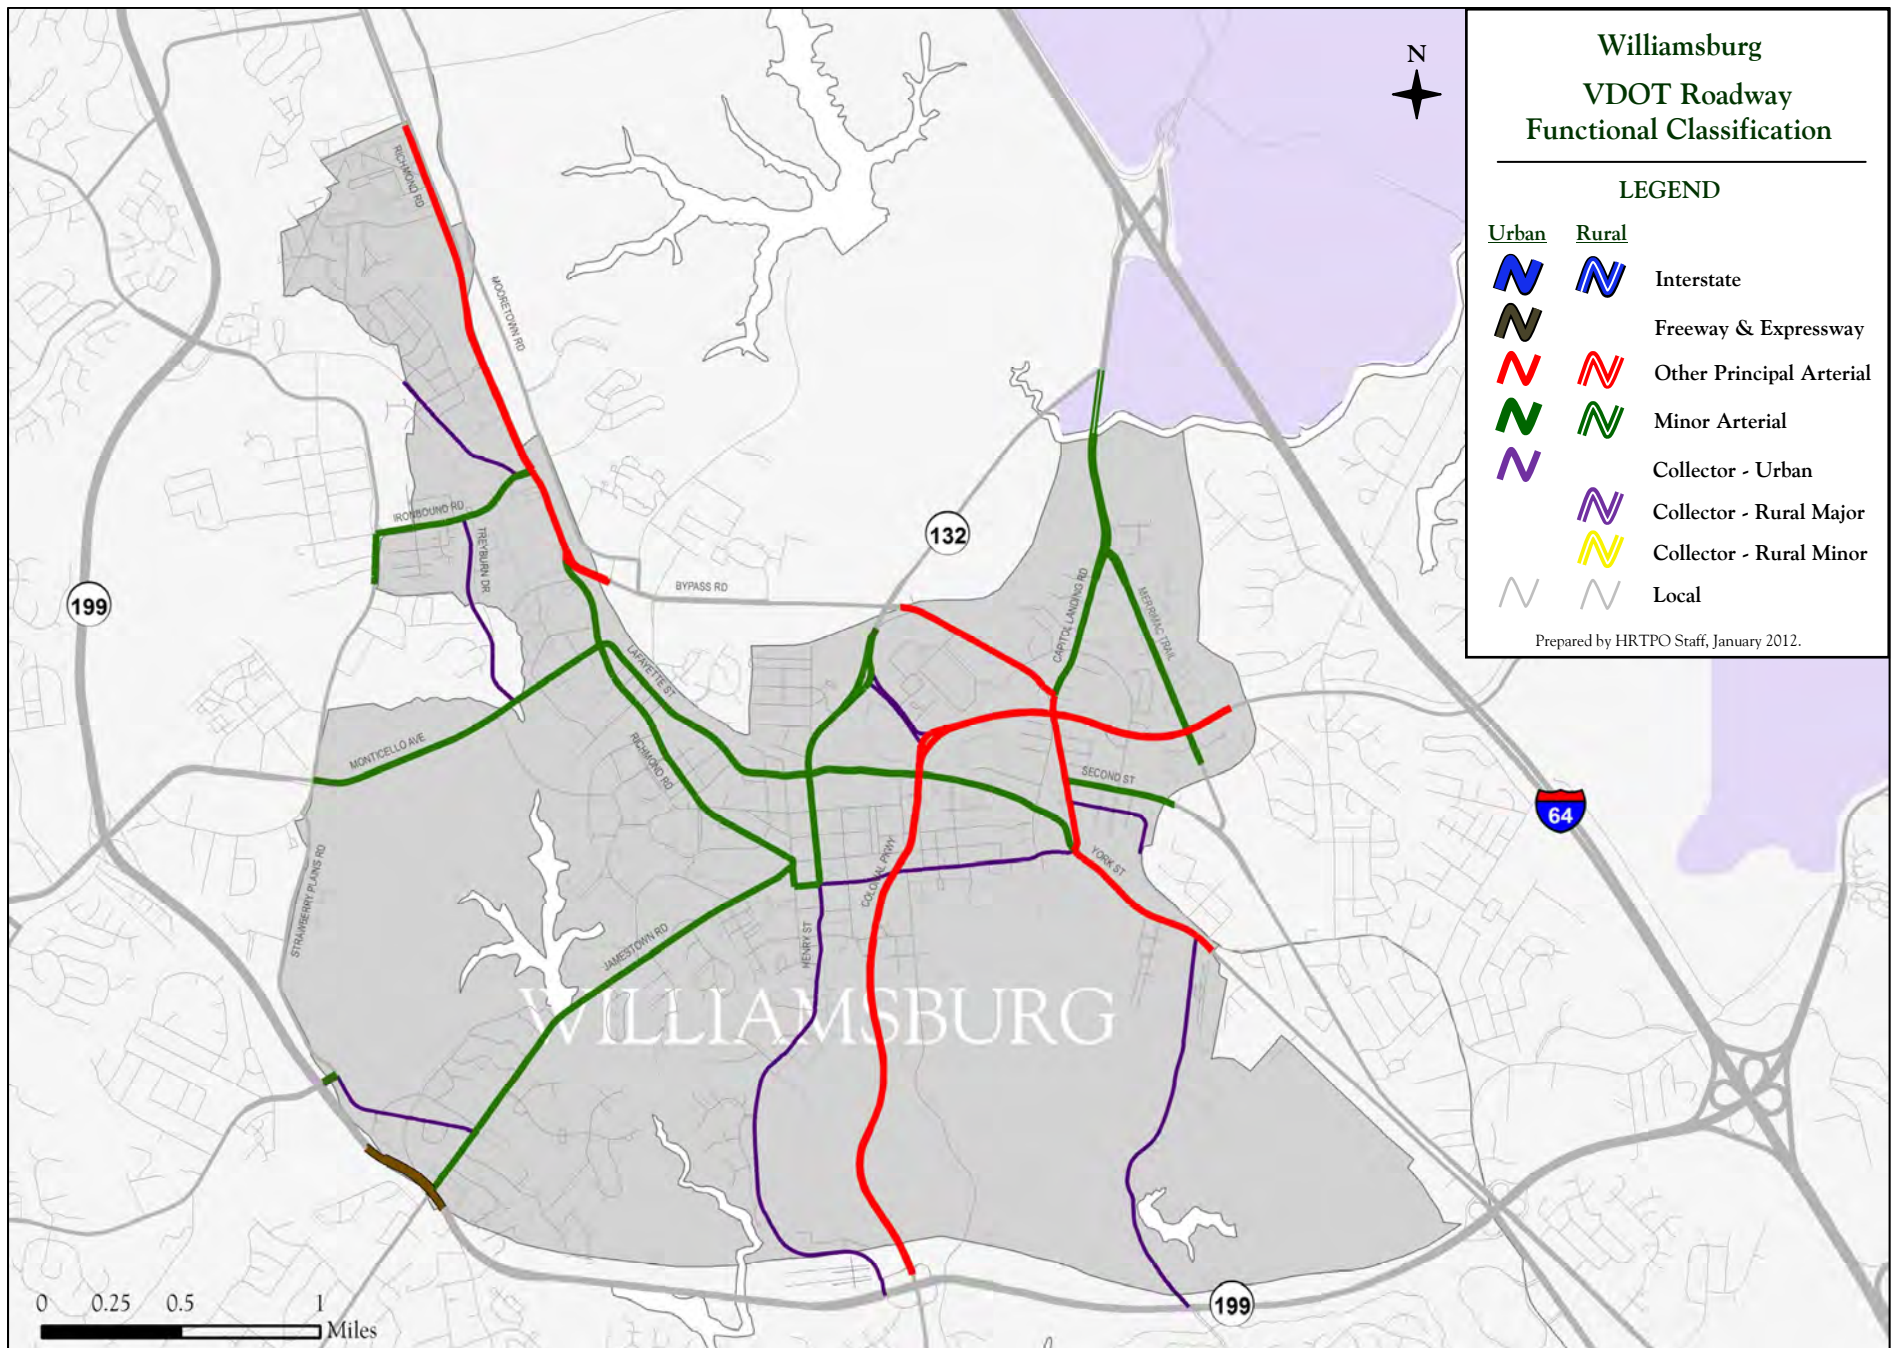 Williamsburg
VDOT Roadway
Functional Classification
LEGEND
Urban Rural
Interstate
Freeway & Expressway
Other Principal Arterial
Minor Arterial
Collector - Urban
Collector - Rural Major
Collector - Rural Minor
Local
Prepared by HRTPO Staff, January 2012.
N
RICHMOND RD
MOORETOWN RD
IRONBOUND RD
TREYBURN DR
132
199
BYPASS RD
CAPITOL LANDING RD
MERRIMAC TRAIL
LAFAYETTE ST
MONTICELLO AVE
RICHMOND RD
SECOND ST
64
STRAWBERRY PLAINS RD
COLONIAL PKWY
YORK ST
JAMESTOWN RD
HENRY ST
WILLIAMSBURG
199
0 0.25 0.5 1
Miles